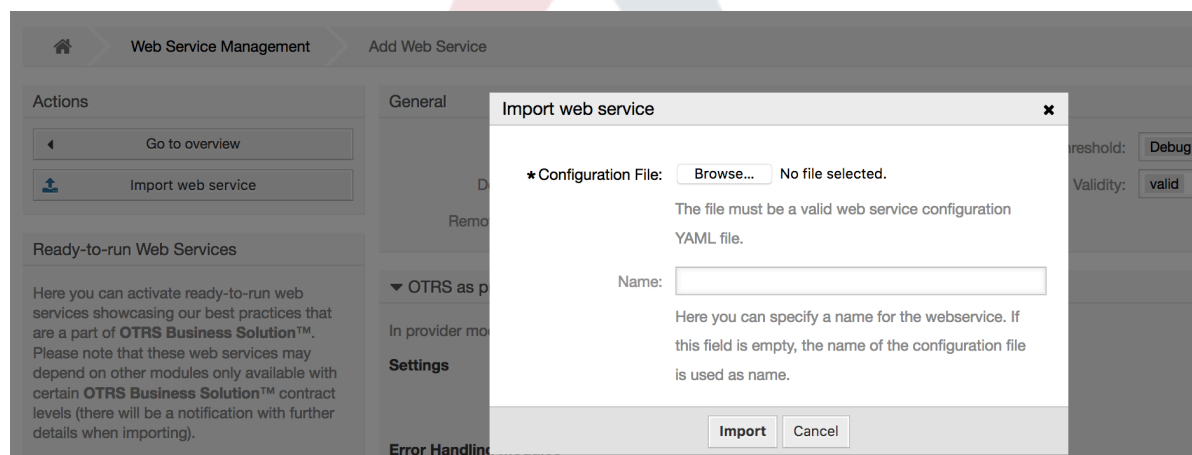 Web Service Management
Add Web Service
Actions
Go to overview
Import web service
Ready-to-run Web Services
Here you can activate ready-to-run web
services showcasing our best practices that
are a part of OTRS Business Solution™.
Please note that these web services may
depend on other modules only available with
certain OTRS Business Solution™ contract
levels (there will be a notification with further
details when importing).
General
Debug
Validity: valid
OTRS as p
In provider mo
Settings
Error Handling
Import web service
* Configuration File: Browse... No file selected.
The file must be a valid web service configuration
YAML file.
Name:
Here you can specify a name for the webservice. If
this field is empty, the name of the configuration file
is used as name.
Import Cancel